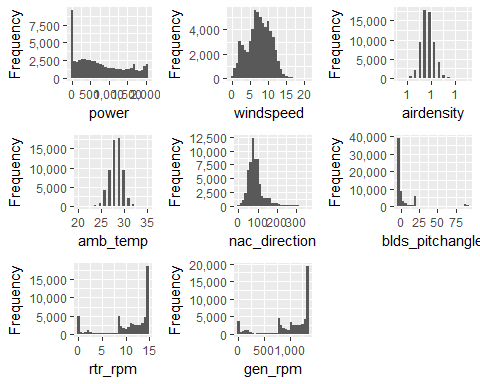 Frequency
7,500
5,000
2,500
0
0 500 1,000 1,500 2,000
power
Frequency
4,000
2,000
0
0 5 10 15 20
windspeed
Frequency
15,000
10,000
5,000
0
1 1 1
airdensity
Frequency
15,000
10,000
5,000
0
20 25 30 35
amb_temp
Frequency
12,500
10,000
7,500
5,000
2,500
0
0 100 200 300
nac_direction
Frequency
40,000
30,000
20,000
10,000
0
0 25 50 75
blds_pitchangle
Frequency
15,000
10,000
5,000
0
0 5 10 15
rtr_rpm
Frequency
20,000
15,000
10,000
5,000
0
0 500 1,000
gen_rpm